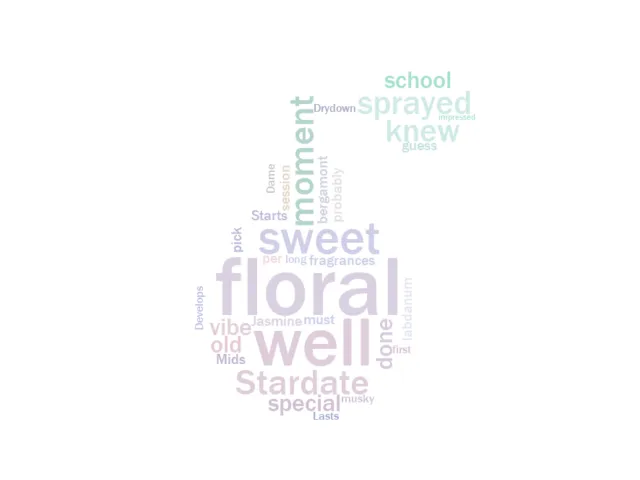 school
moment
Drydown
sprayed
impressed
knew
guess
Dame
session
bergamont
probably
Starts
pick
sweet
per
long
fragrances
floral
Develops
labdanum
vibe
Jasmine
must
old
well
done
first
Mids
Stardate
special
musky
Lasts